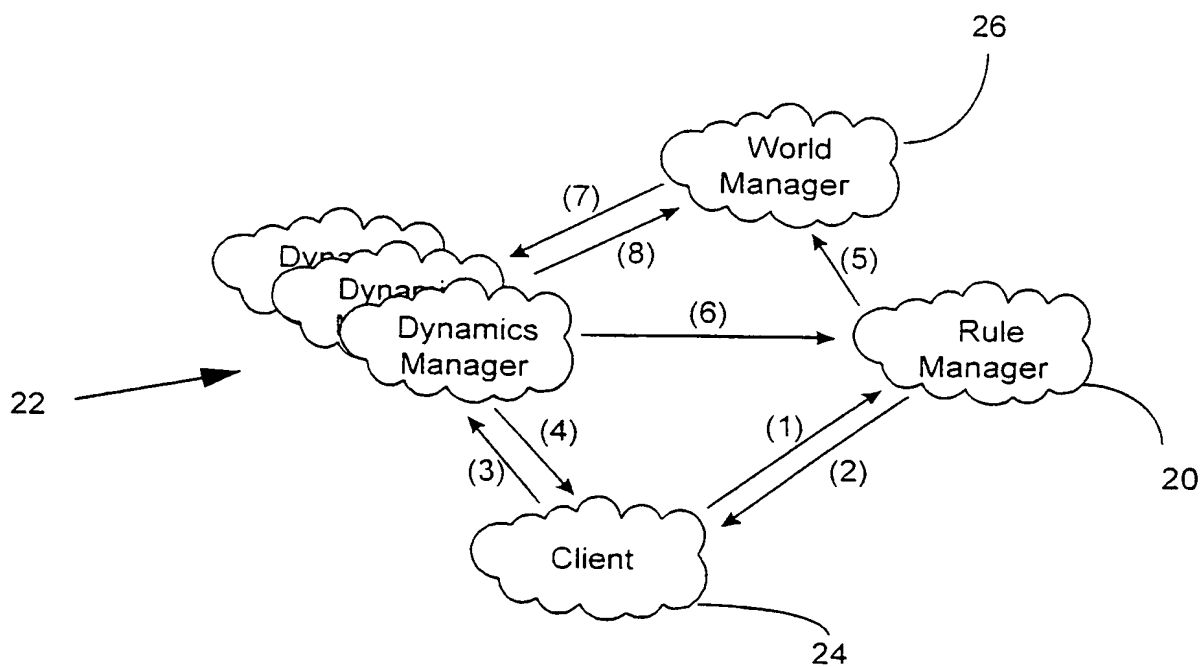 26
World
Manager
(7)
(8)
(5)
Dynamics
Manager
(6)
Rule
Manager
22
(4)
(3)
(1)
(2)
20
Client
24